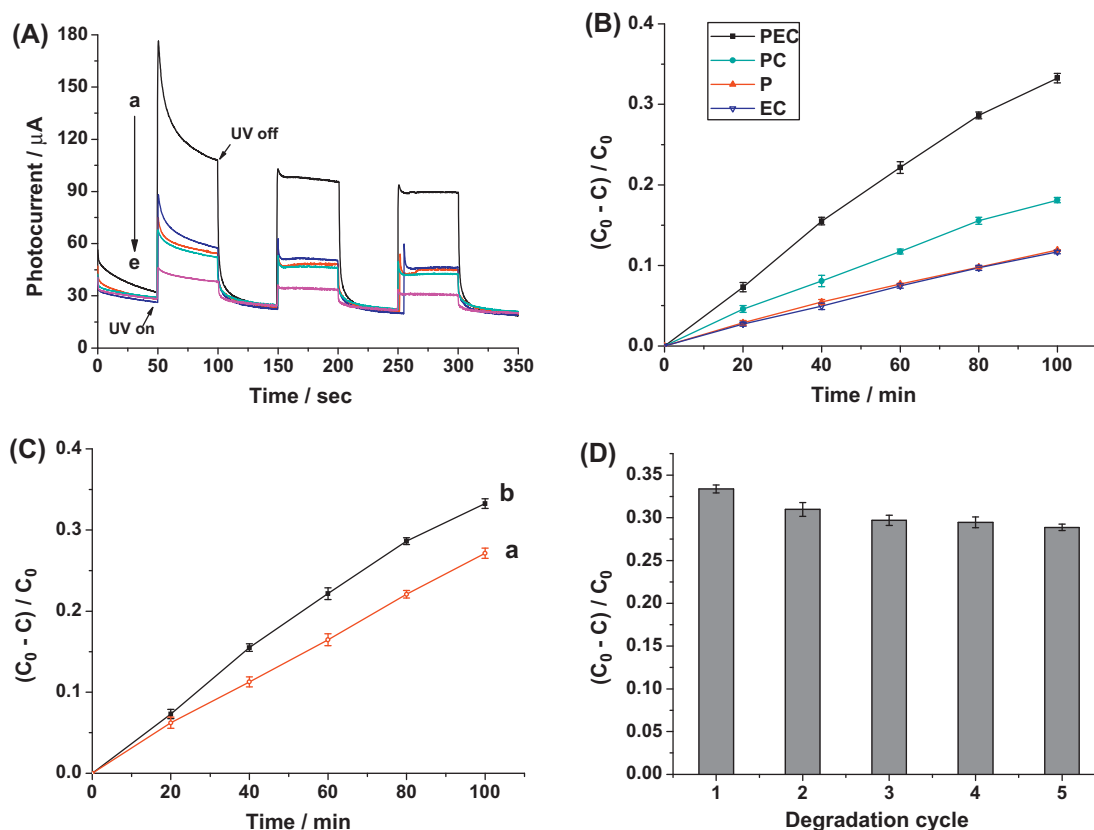 (A)
Photocurrent / μA
180
150
120
90
60
30
0
a
e
UV on
UV off
0 50 100 150 200 250 300 350
Time / sec
(B)
(C₀ - C) / C₀
0.4
0.3
0.2
0.1
0.0
PEC
PC
P
EC
0 20 40 60 80 100
Time / min
(C)
(C₀ - C) / C₀
0.4
0.3
0.2
0.1
0.0
b
a
0 20 40 60 80 100
Time / min
(D)
(C₀ - C) / C₀
0.35
0.30
0.25
0.20
0.15
0.10
0.05
0.00
1 2 3 4 5
Degradation cycle